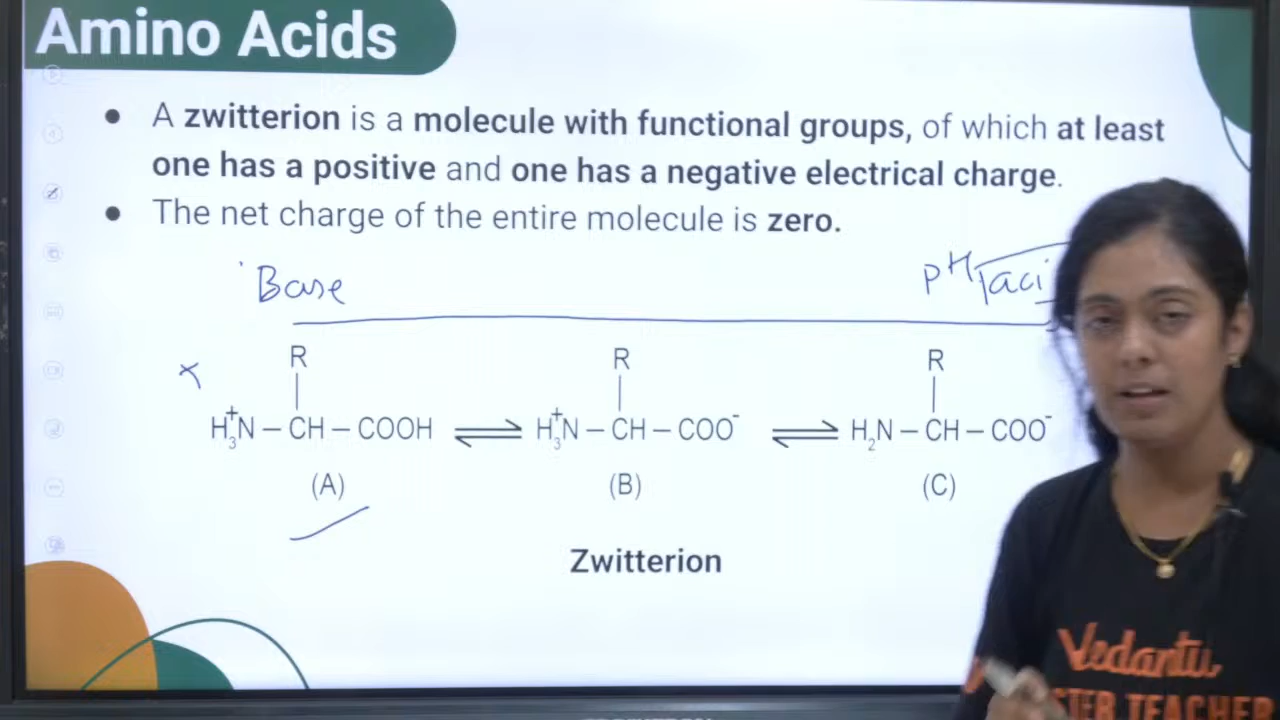 Amino Acids
• A zwitterion is a molecule with functional groups, of which at least
one has a positive and one has a negative electrical charge.
• The net charge of the entire molecule is zero.
Base
pH
R R R
H₃N⁺ – CH – COOH ⇌ H₃N⁺ – CH – COO⁻ ⇌ H₂N – CH – COO⁻
(A) (B) (C)
Zwitterion
Vedantu
STER TEACHER